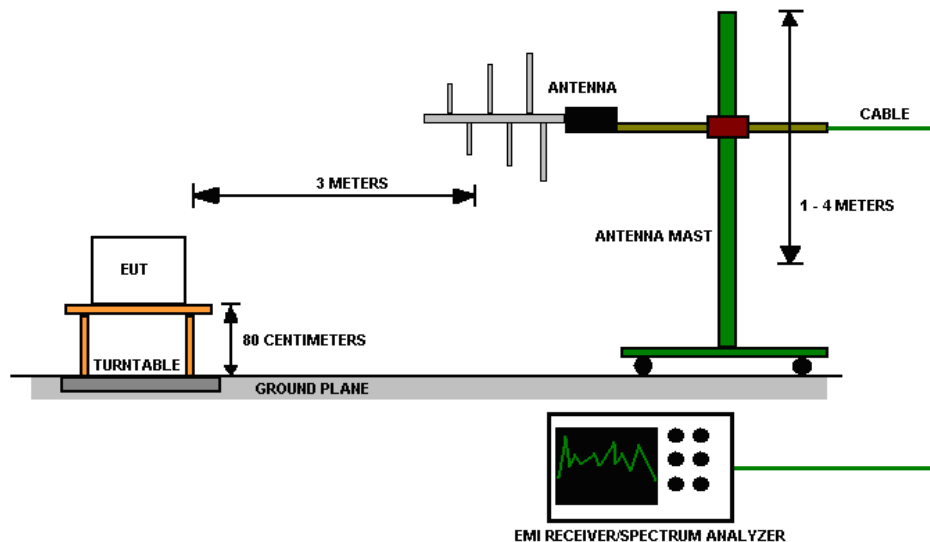 ANTENNA
CABLE
3 METERS
1 - 4 METERS
ANTENNA MAST
EUT
80 CENTIMETERS
TURNTABLE
GROUND PLANE
EMI RECEIVER/SPECTRUM ANALYZER